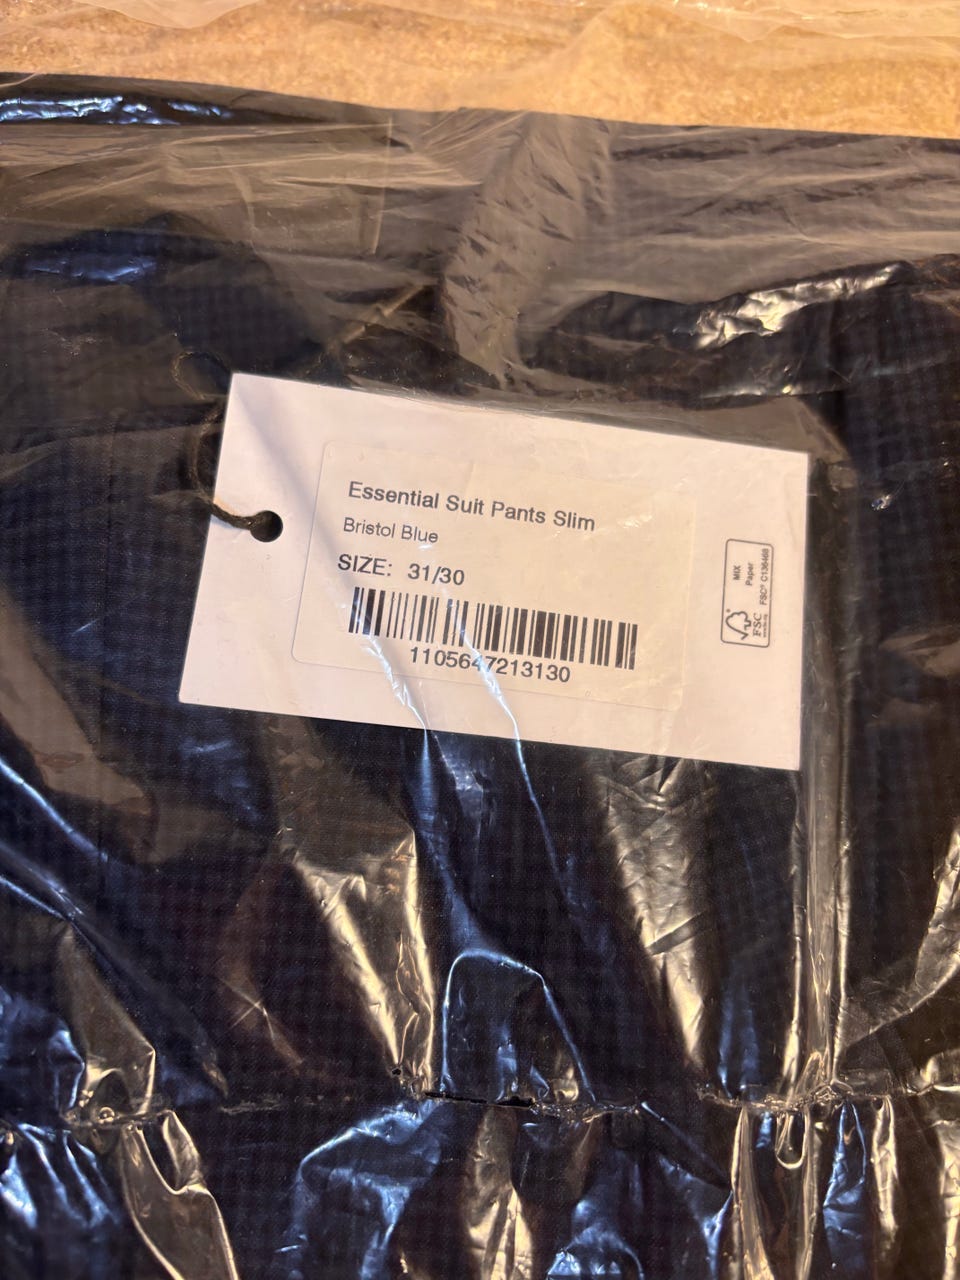 Essential Suit Pants Slim
Bristol Blue
SIZE: 31/30
1105647213130
MIX
Paper
FSC® C136468
FSC